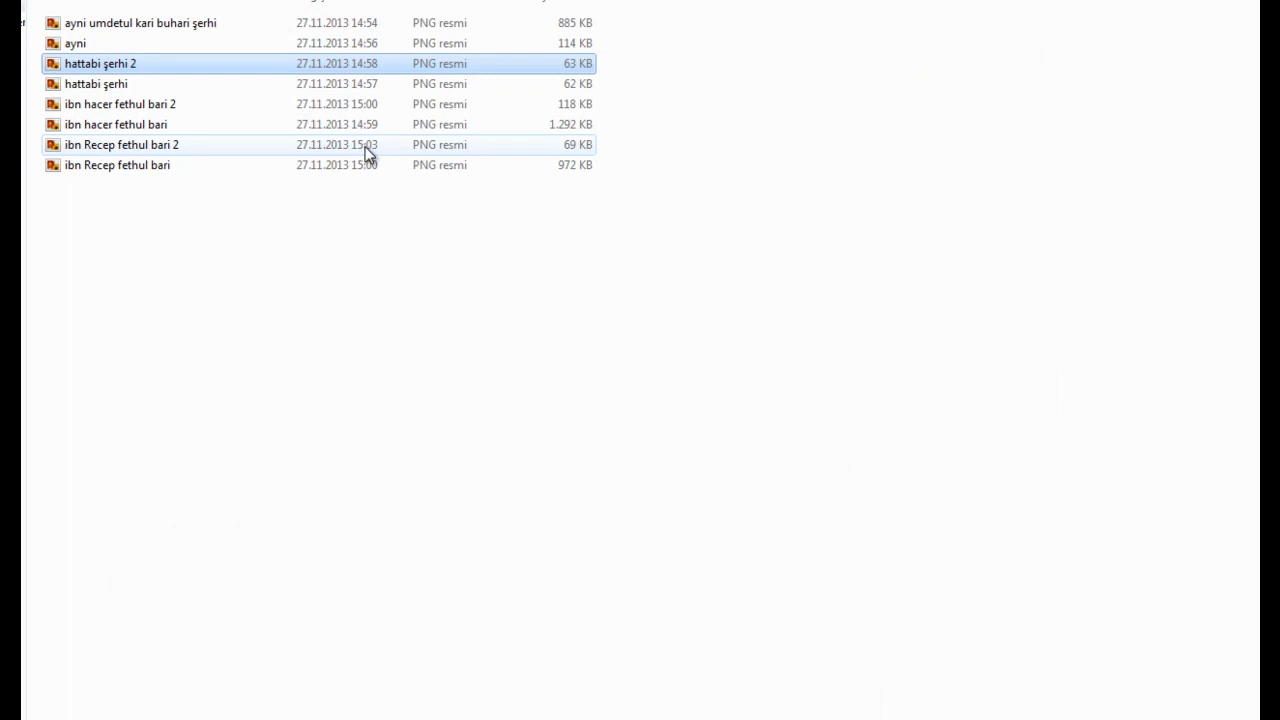 ayni umdetul kari buhari şerhi 27.11.2013 14:54 PNG resmi 885 KB
ayni 27.11.2013 14:56 PNG resmi 114 KB
hattabi şerhi 2 27.11.2013 14:58 PNG resmi 63 KB
hattabi şerhi 27.11.2013 14:57 PNG resmi 62 KB
ibn hacer fethul bari 2 27.11.2013 15:00 PNG resmi 118 KB
ibn hacer fethul bari 27.11.2013 14:59 PNG resmi 1.292 KB
ibn Recep fethul bari 2 27.11.2013 15:03 PNG resmi 69 KB
ibn Recep fethul bari 27.11.2013 15:00 PNG resmi 972 KB